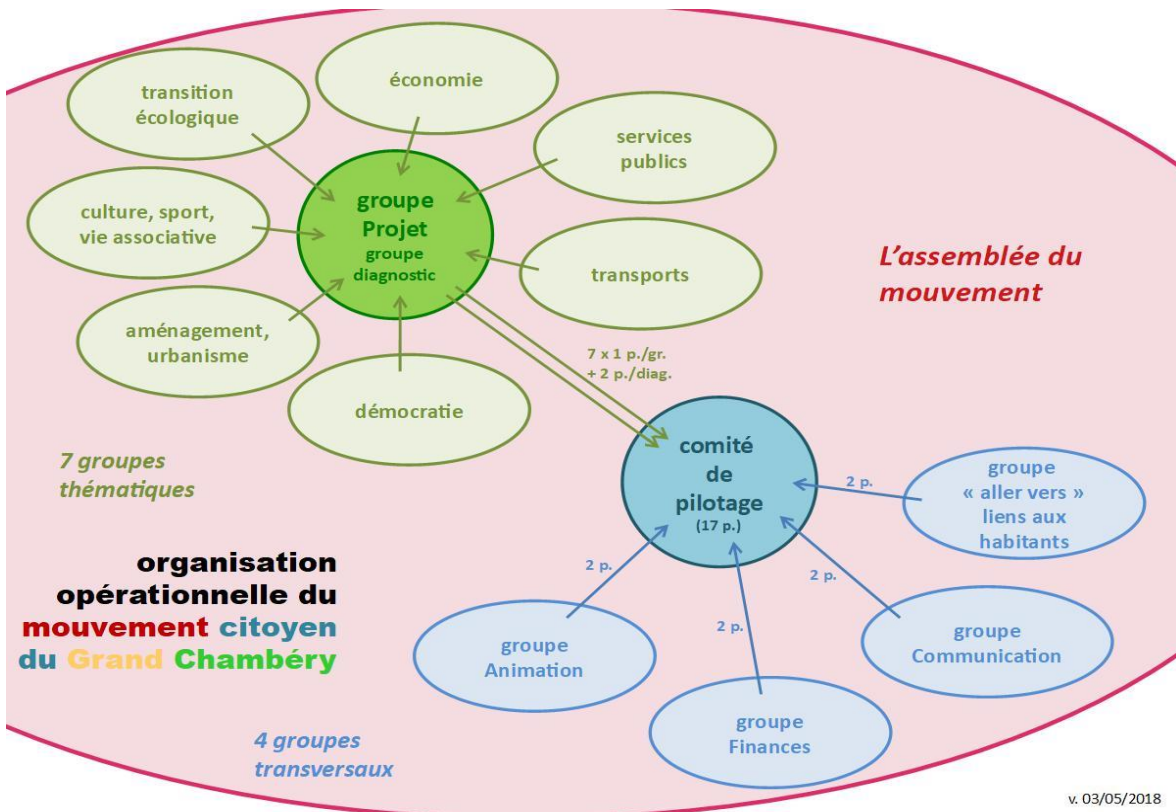 transition
écologique
économie
services
publics
culture, sport,
vie associative
groupe
Projet
groupe
diagnostic
transports
L'assemblée du
mouvement
aménagement,
urbanisme
démocratie
7 x 1 p./gr.
+ 2 p./diag.
7 groupes
thématiques
comité
de
pilotage
(17 p.)
2 p.
groupe
« aller vers »
liens aux
habitants
organisation
opérationnelle du
mouvement citoyen
du Grand Chambéry
2 p.
2 p.
2 p.
groupe
Animation
groupe
Communication
groupe
Finances
4 groupes
transversaux
v. 03/05/2018